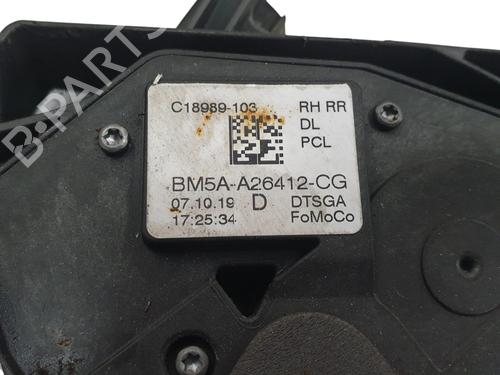 B-PARTS
C18989-103 RH RR
DL
PCL
BM5A-A26412-CG
07.10.19 D DTSGA
17:25:34 FoMoCo